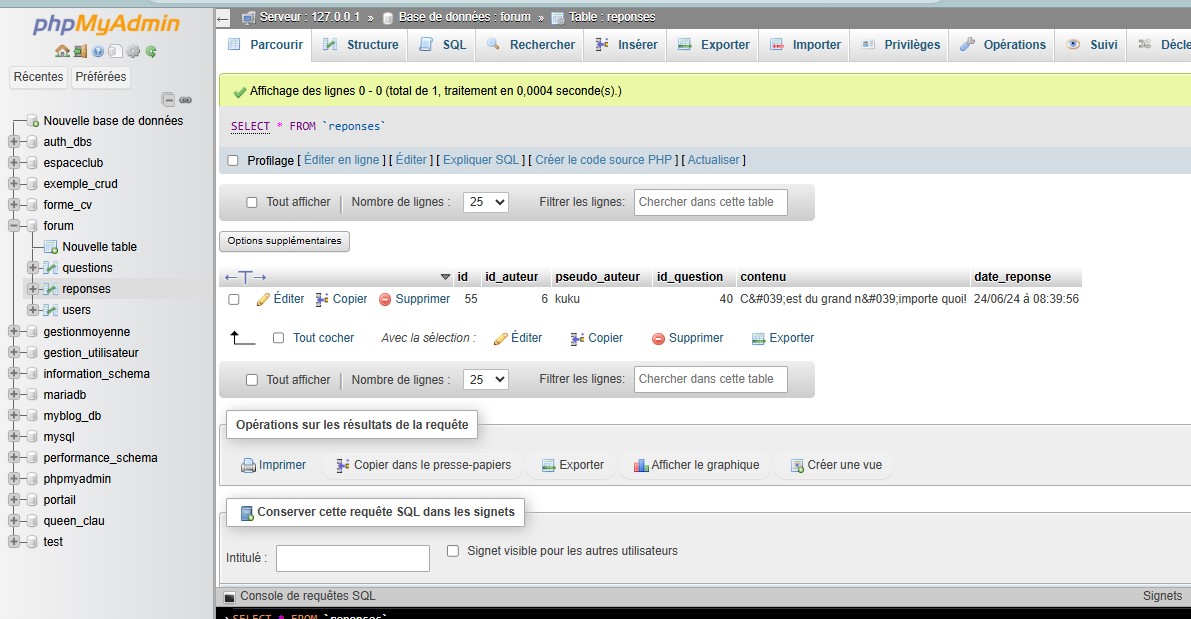 phpMyAdmin
Récentes Préférées
Nouvelle base de données
auth_dbs
espaceclub
exemple_crud
forme_cv
forum
Nouvelle table
questions
reponses
users
gestionmoyenne
gestion_utilisateur
information_schema
mariadb
myblog_db
mysql
performance_schema
phpmyadmin
portail
queen_clau
test
Serveur : 127.0.0.1 » Base de données : forum » Table : reponses
Parcourir Structure SQL Rechercher Insérer Exporter Importer Privilèges Opérations Suivi Décle
Affichage des lignes 0 - 0 (total de 1, traitement en 0,0004 seconde(s).)
SELECT * FROM `reponses`
Profilage [ Éditer en ligne ] [ Éditer ] [ Expliquer SQL ] [ Créer le code source PHP ] [ Actualiser ]
Tout afficher | Nombre de lignes : 25 Filtrer les lignes: Chercher dans cette table
Options supplémentaires
←T→ id id_auteur pseudo_auteur id_question contenu date_reponse
Éditer Copier Supprimer 55 6 kuku 40 C&#039;est du grand n&#039;importe quoi! 24/06/24 à 08:39:56
Tout cocher Avec la sélection : Éditer Copier Supprimer Exporter
Tout afficher | Nombre de lignes : 25 Filtrer les lignes: Chercher dans cette table
Opérations sur les résultats de la requête
Imprimer Copier dans le presse-papiers Exporter Afficher le graphique Créer une vue
Conserver cette requête SQL dans les signets
Intitulé : Signet visible pour les autres utilisateurs
Console de requêtes SQL Signets
>SELECT * FROM `reponses`